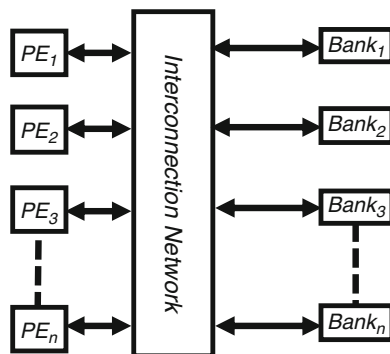 PE₁
Interconnection Network
Bank₁
PE₂
Bank₂
PE₃
Bank₃
PEₙ
Bankₙ